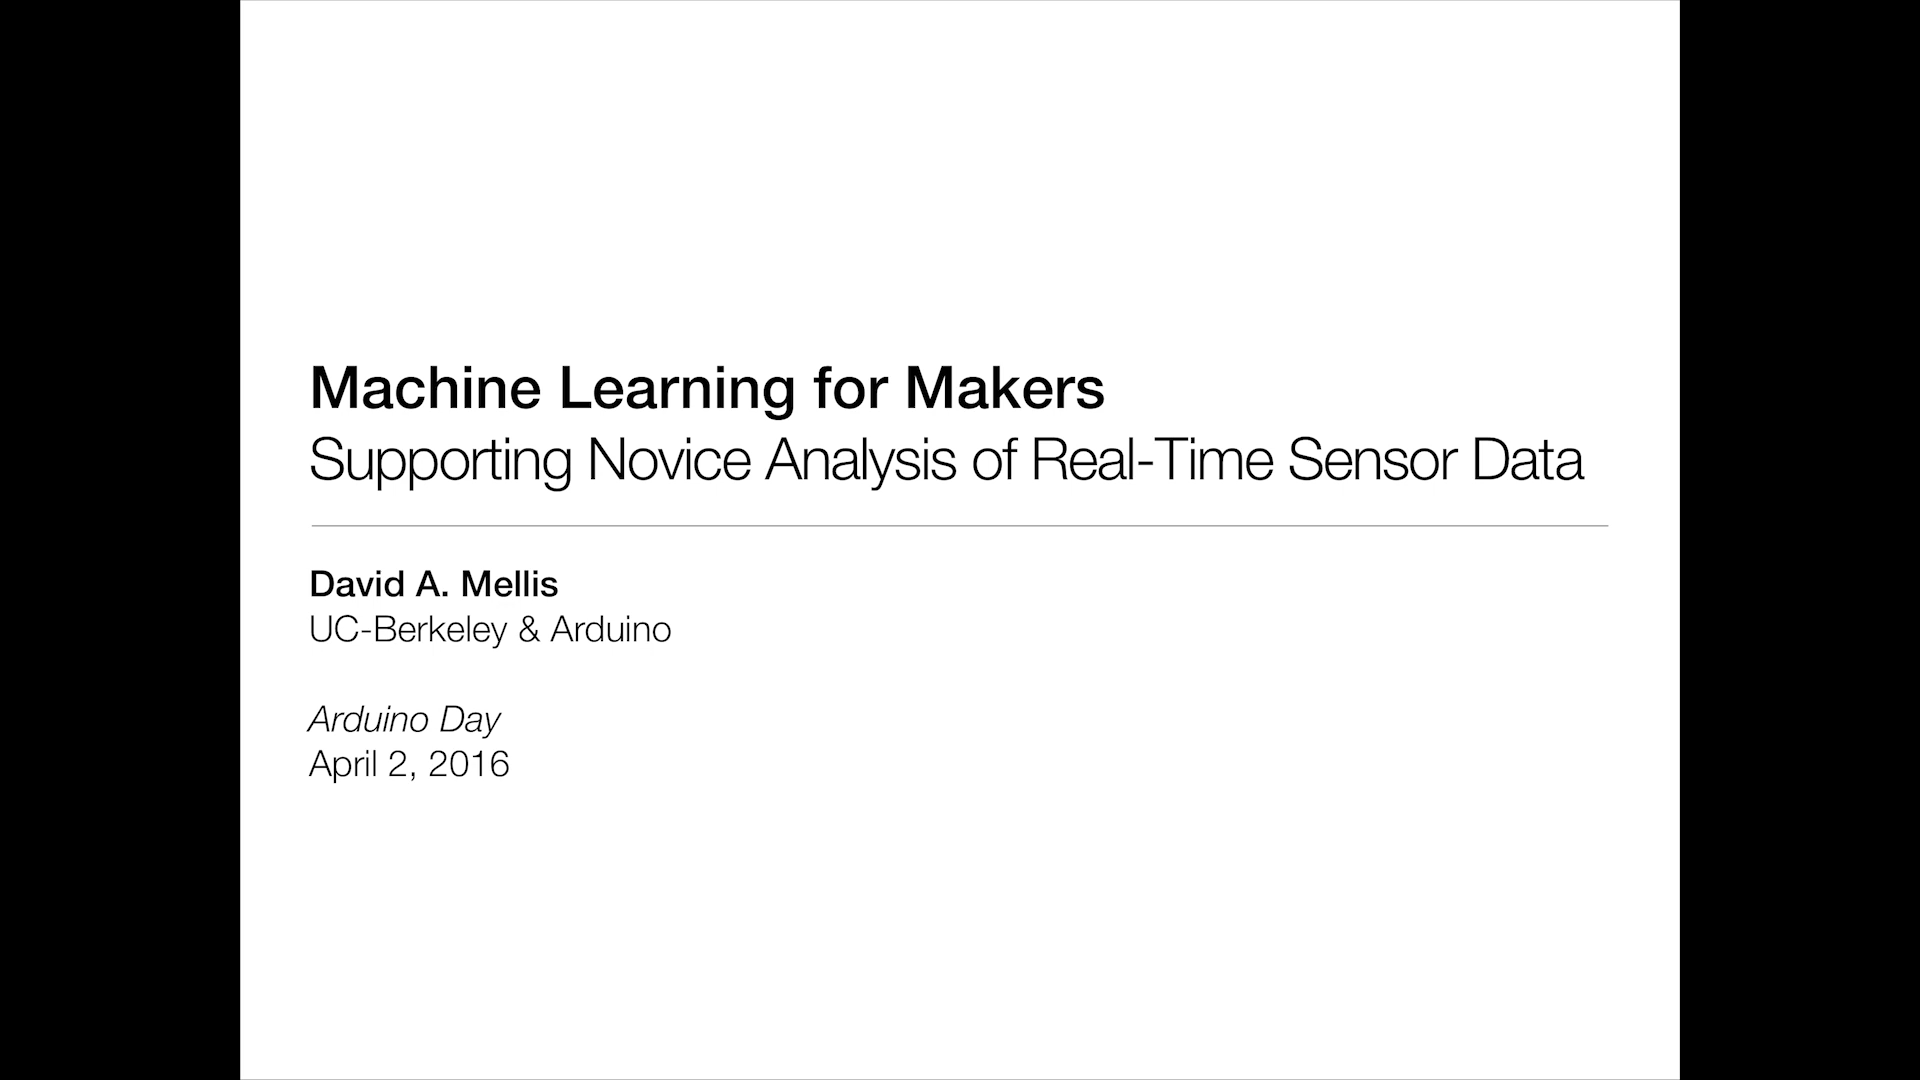 Machine Learning for Makers
Supporting Novice Analysis of Real-Time Sensor Data
David A. Mellis
UC-Berkeley & Arduino
Arduino Day
April 2, 2016